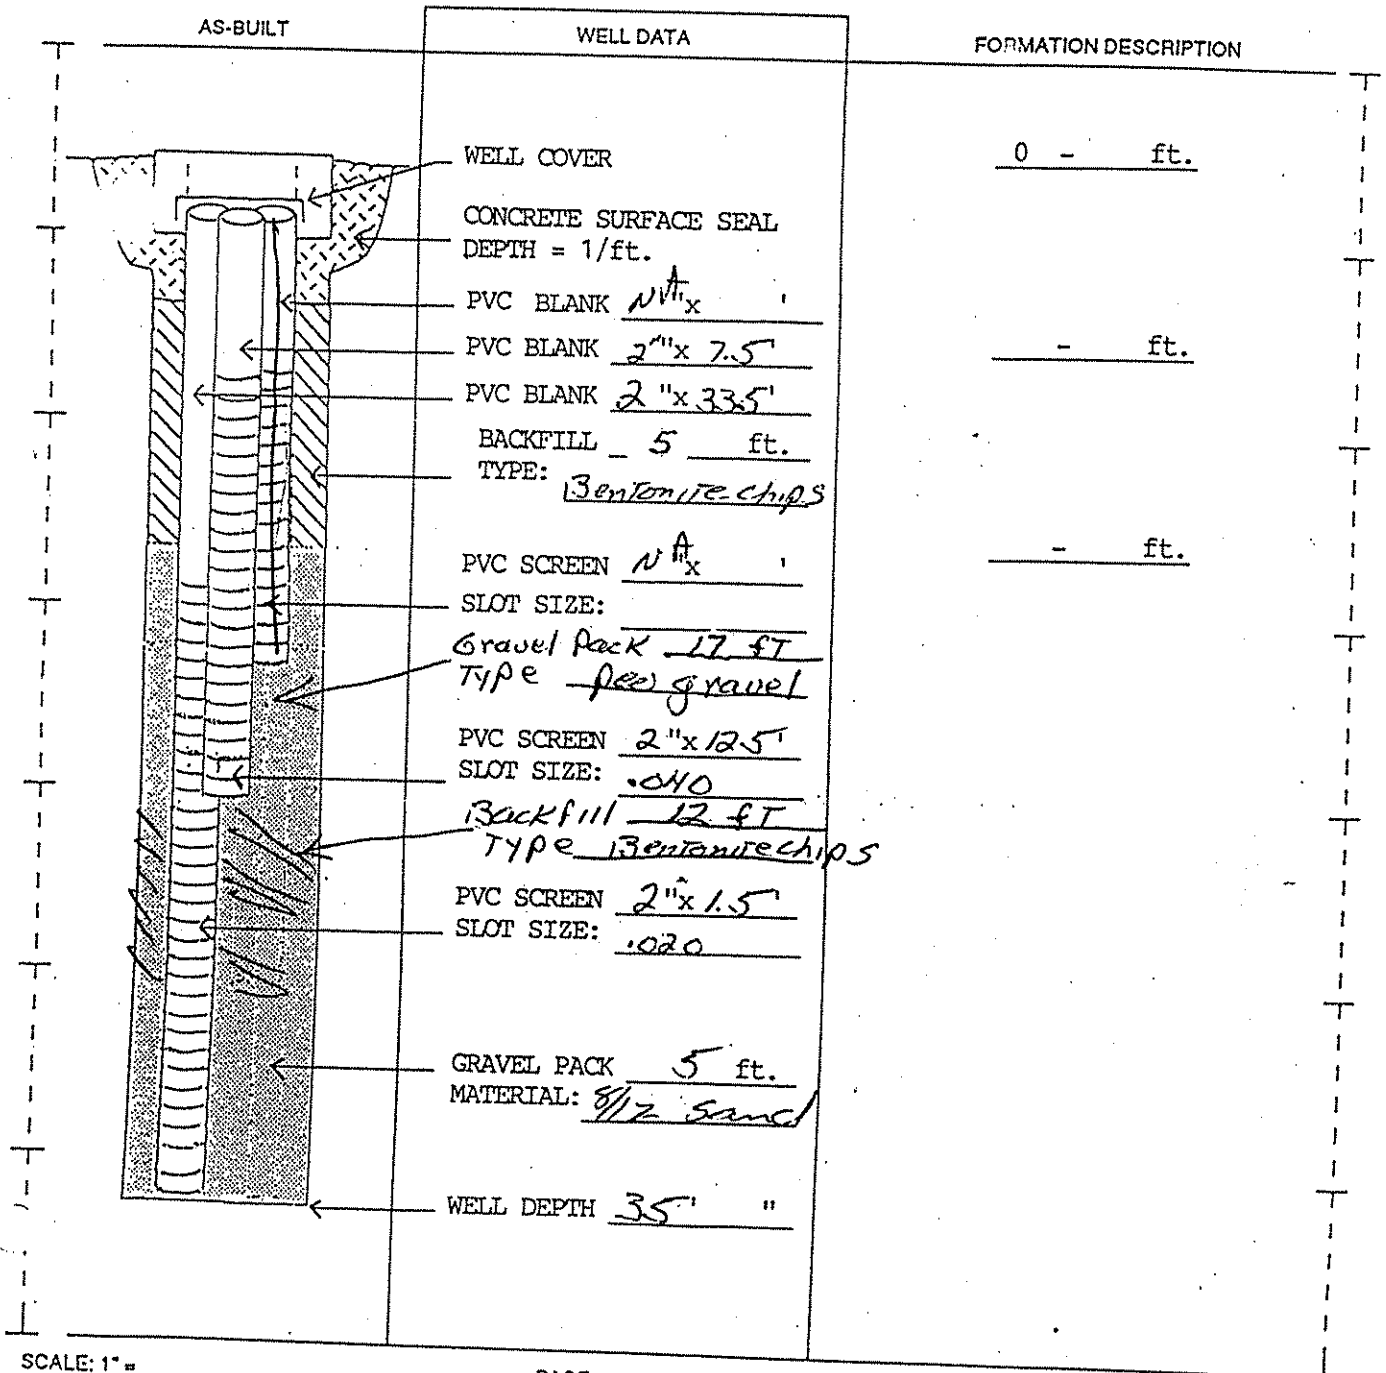 AS-BUILT
WELL DATA
FORMATION DESCRIPTION
WELL COVER
0 - ft.
CONCRETE SURFACE SEAL
DEPTH = 1/ft.
PVC BLANK NA "x '
PVC BLANK 2 "x 7.5'
- ft.
PVC BLANK 2 "x 33.5'
BACKFILL 5 ft.
TYPE: Bentonite chips
PVC SCREEN NA "x '
- ft.
SLOT SIZE:
Gravel Pack 17 fT
Type pea gravel
PVC SCREEN 2 "x 12.5'
SLOT SIZE: .040
Backfill 12 fT
Type Bentonite chips
PVC SCREEN 2 "x 1.5'
SLOT SIZE: .020
GRAVEL PACK 5 ft.
MATERIAL: 8/12 Sand
WELL DEPTH 35' "
SCALE: 1" =